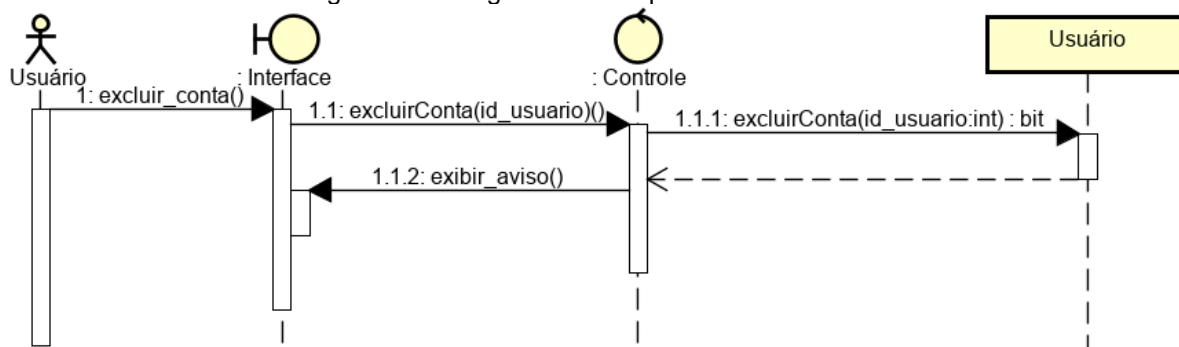 Usuário
: Interface
: Controle
Usuário
1: excluir_conta()
1.1: excluirConta(id_usuario)()
1.1.1: excluirConta(id_usuario:int) : bit
1.1.2: exibir_aviso()